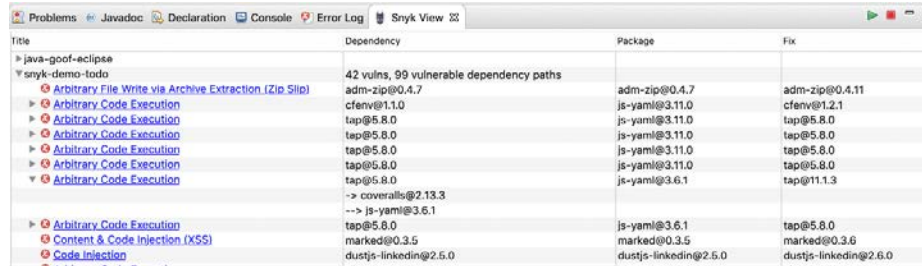 Problems Javadoc Declaration Console Error Log Snyk View
Title Dependency Package Fix
java-goof-eclipse
snyk-demo-todo 42 vulns, 99 vulnerable dependency paths
Arbitrary File Write via Archive Extraction (Zip Slip) adm-zip@0.4.7 adm-zip@0.4.7 adm-zip@0.4.11
Arbitrary Code Execution cfenv@1.1.0 js-yaml@3.11.0 cfenv@1.2.1
Arbitrary Code Execution tap@5.8.0 js-yaml@3.11.0 tap@5.8.0
Arbitrary Code Execution tap@5.8.0 js-yaml@3.11.0 tap@5.8.0
Arbitrary Code Execution tap@5.8.0 js-yaml@3.11.0 tap@5.8.0
Arbitrary Code Execution tap@5.8.0 js-yaml@3.11.0 tap@5.8.0
Arbitrary Code Execution tap@5.8.0 js-yaml@3.6.1 tap@11.1.3
-> coveralls@2.13.3
--> js-yaml@3.6.1
Arbitrary Code Execution tap@5.8.0 js-yaml@3.6.1 tap@5.8.0
Content & Code Injection (XSS) marked@0.3.5 marked@0.3.5 marked@0.3.6
Code Injection dustjs-linkedin@2.5.0 dustjs-linkedin@2.5.0 dustjs-linkedin@2.6.0